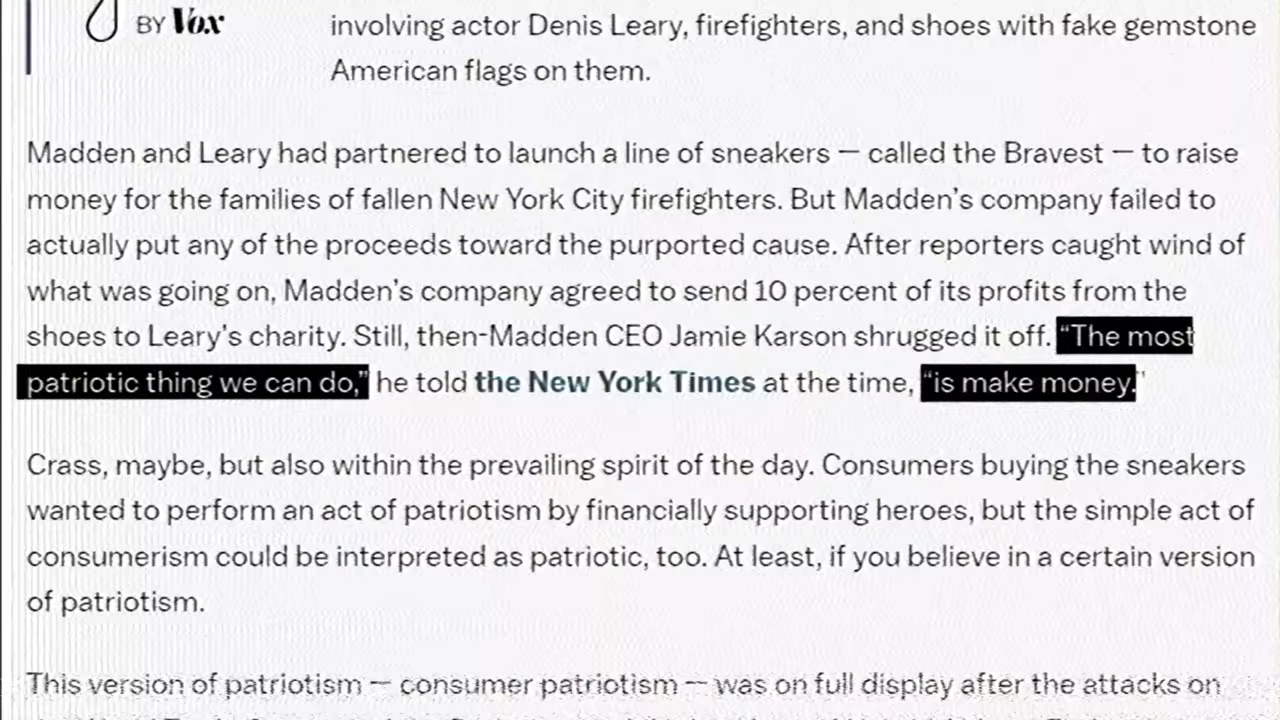 BY Vox
involving actor Denis Leary, firefighters, and shoes with fake gemstone
American flags on them.
Madden and Leary had partnered to launch a line of sneakers — called the Bravest — to raise
money for the families of fallen New York City firefighters. But Madden's company failed to
actually put any of the proceeds toward the purported cause. After reporters caught wind of
what was going on, Madden's company agreed to send 10 percent of its profits from the
shoes to Leary's charity. Still, then-Madden CEO Jamie Karson shrugged it off. “The most
patriotic thing we can do,” he told the New York Times at the time, “is make money.”
Crass, maybe, but also within the prevailing spirit of the day. Consumers buying the sneakers
wanted to perform an act of patriotism by financially supporting heroes, but the simple act of
consumerism could be interpreted as patriotic, too. At least, if you believe in a certain version
of patriotism.
This version of patriotism — consumer patriotism — was on full display after the attacks on